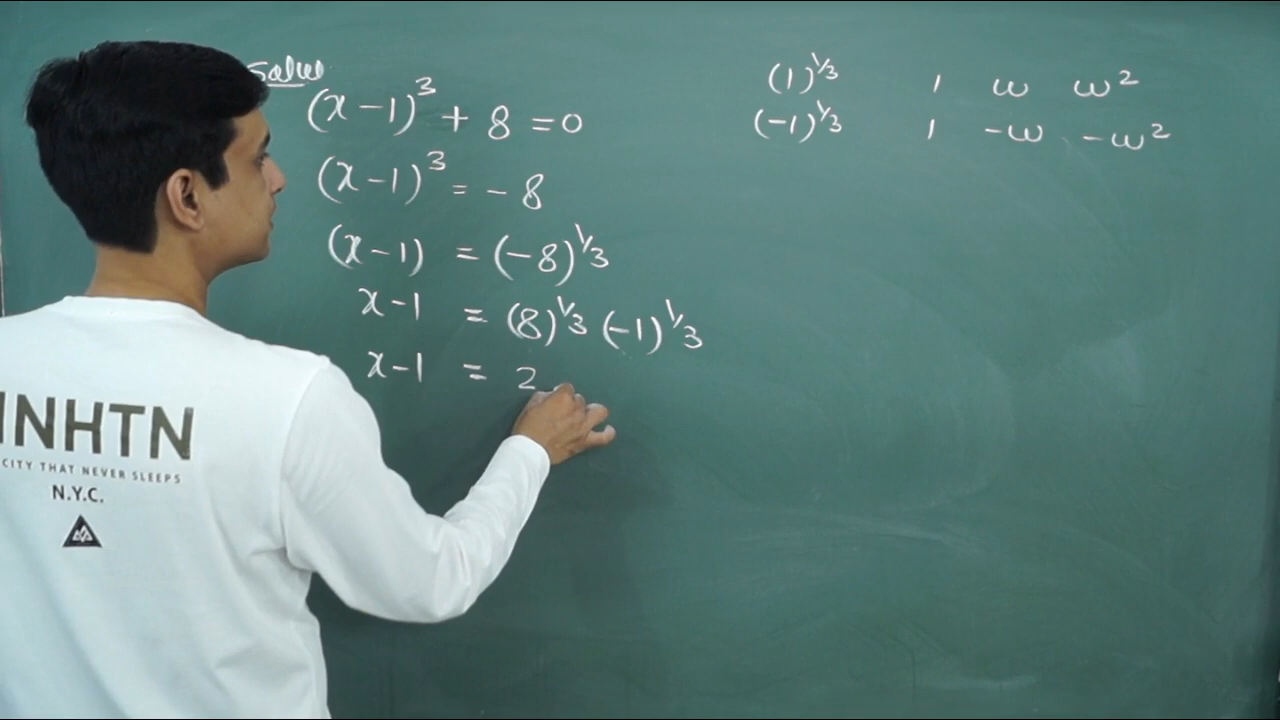 Solve
(x-1)³ + 8 = 0
(x-1)³ = -8
(x-1) = (-8)^1/3
x-1 = (8)^1/3 (-1)^1/3
x-1 = 2
(1)^1/3 1 ω ω²
(-1)^1/3 1 -ω -ω²
NHTN
CITY THAT NEVER SLEEPS
N.Y.C.